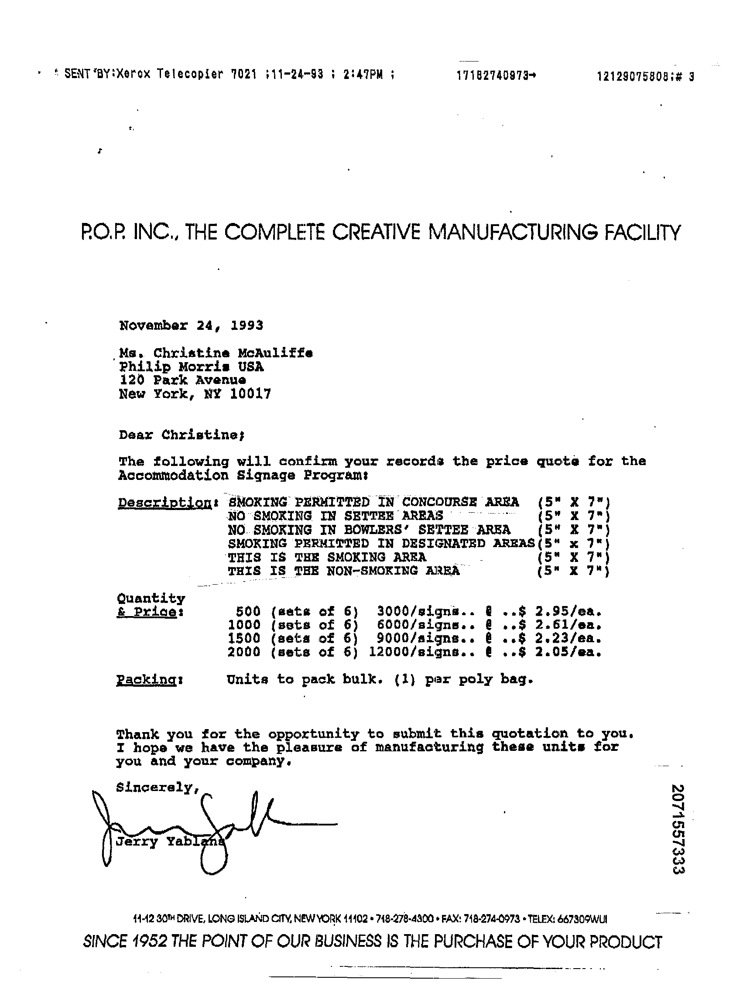 SENT BY:Xerox Telecopier 7021 ;11-24-93 ; 2:47PM ; 17182740973→ 12129075808;# 3
P.O.P. INC., THE COMPLETE CREATIVE MANUFACTURING FACILITY
November 24, 1993
Ms. Christine McAuliffe
Philip Morris USA
120 Park Avenue
New York, NY 10017
Dear Christine;
The following will confirm your records the price quote for the
Accommodation Signage Program:
Description: SMOKING PERMITTED IN CONCOURSE AREA (5" X 7")
NO SMOKING IN SETTEE AREAS (5" X 7")
NO SMOKING IN BOWLERS' SETTEE AREA (5" X 7")
SMOKING PERMITTED IN DESIGNATED AREAS(5" x 7")
THIS IS THE SMOKING AREA (5" X 7")
THIS IS THE NON-SMOKING AREA (5" X 7")
Quantity
& Price: 500 (sets of 6) 3000/signs.. @ ..$ 2.95/ea.
1000 (sets of 6) 6000/signs.. @ ..$ 2.61/ea.
1500 (sets of 6) 9000/signs.. @ ..$ 2.23/ea.
2000 (sets of 6) 12000/signs.. @ ..$ 2.05/ea.
Packing: Units to pack bulk. (1) per poly bag.
Thank you for the opportunity to submit this quotation to you.
I hope we have the pleasure of manufacturing these units for
you and your company.
Sincerely,
Jerry Yablans
2071557333
11-12 30TH DRIVE, LONG ISLAND CITY, NEW YORK 11102 • 718-278-4300 • FAX: 718-274-0973 • TELEX: 667309WUI
SINCE 1952 THE POINT OF OUR BUSINESS IS THE PURCHASE OF YOUR PRODUCT